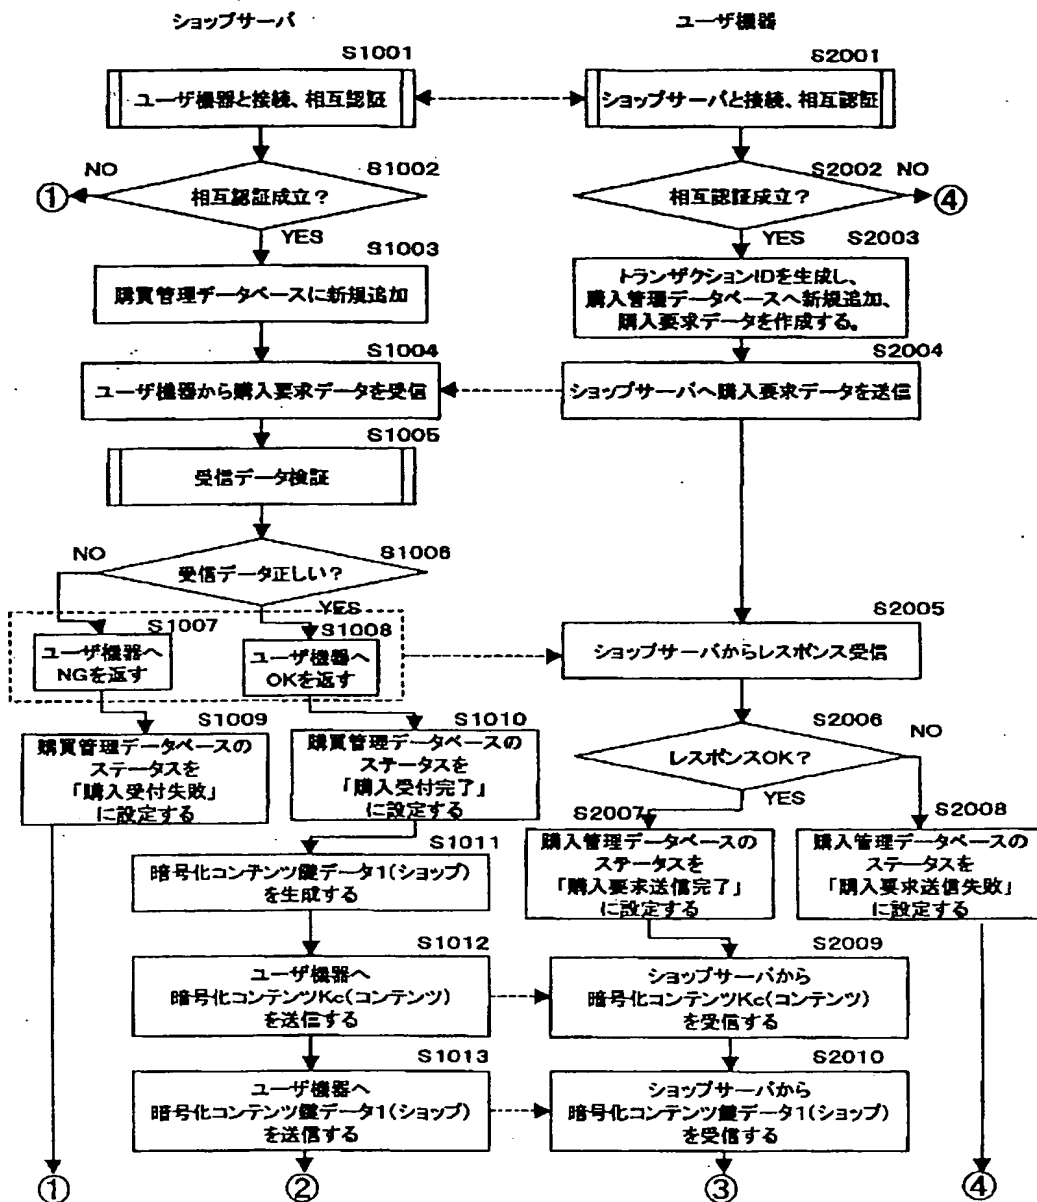 ショップサーバ
ユーザ機器
S1001
ユーザ機器と接続、相互認証
S2001
ショップサーバと接続、相互認証
NO
S1002
①
相互認証成立？
YES
S2002
NO
相互認証成立？
④
YES
S1003
購買管理データベースに新規追加
S2003
トランザクションIDを生成し、
購入管理データベースへ新規追加、
購入要求データを作成する。
S1004
ユーザ機器から購入要求データを受信
S2004
ショップサーバへ購入要求データを送信
S1005
受信データ検証
NO
S1006
受信データ正しい？
YES
S1007
ユーザ機器へ
NGを返す
S1008
ユーザ機器へ
OKを返す
S2005
ショップサーバからレスポンス受信
S1009
購買管理データベースの
ステータスを
「購入受付失敗」
に設定する
S1010
購買管理データベースの
ステータスを
「購入受付完了」
に設定する
S2006
NO
レスポンスOK？
YES
S2007
購入管理データベースの
ステータスを
「購入要求送信完了」
に設定する
S2008
購入管理データベースの
ステータスを
「購入要求送信失敗」
に設定する
S1011
暗号化コンテンツ鍵データ1(ショップ)
を生成する
S1012
ユーザ機器へ
暗号化コンテンツKc(コンテンツ)
を送信する
S2009
ショップサーバから
暗号化コンテンツKc(コンテンツ)
を受信する
S1013
ユーザ機器へ
暗号化コンテンツ鍵データ1(ショップ)
を送信する
S2010
ショップサーバから
暗号化コンテンツ鍵データ1(ショップ)
を受信する
①
②
③
④